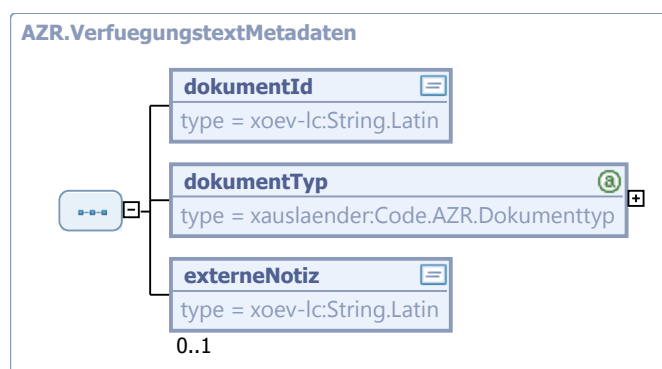 AZR.VerfuegungstextMetadaten
dokumentId
type = xoev-lc:String.Latin
dokumentTyp
type = xauslaender:Code.AZR.Dokumenttyp
externeNotiz
type = xoev-lc:String.Latin
0..1